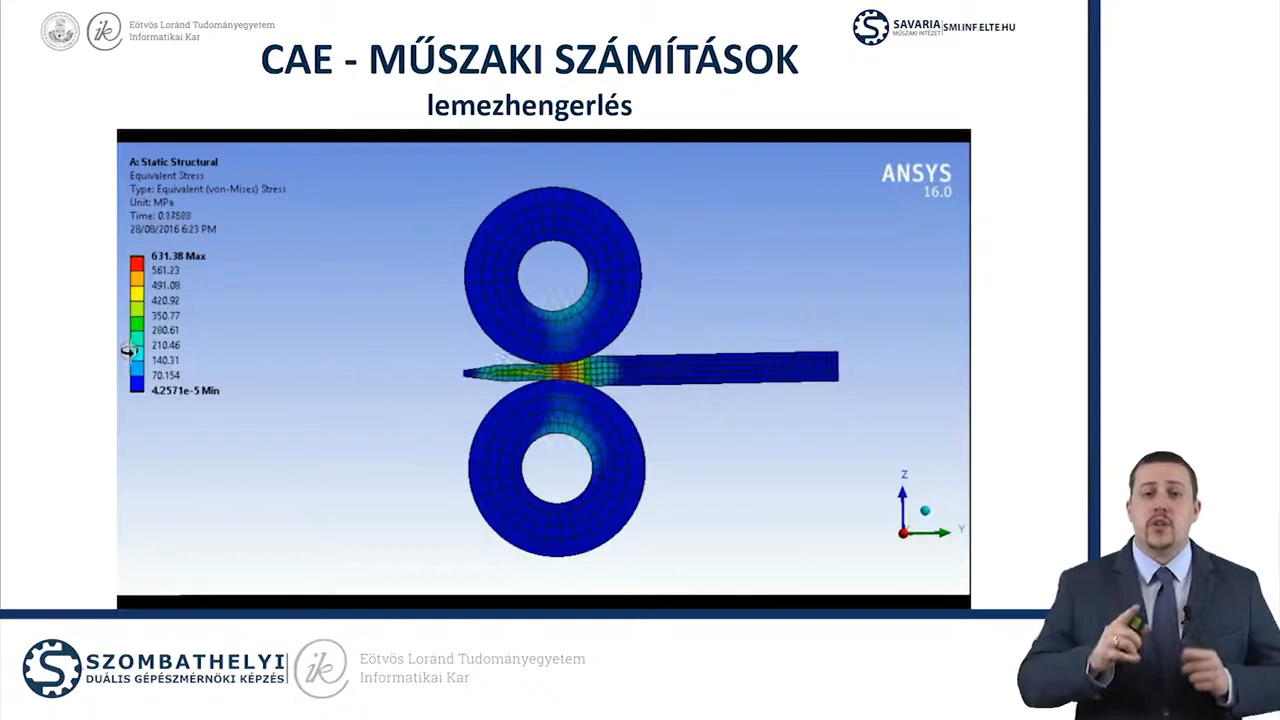 Eötvös Loránd Tudományegyetem
Informatikai Kar
SAVARIA
MŰSZAKI INTÉZET
SMI.INF.ELTE.HU
CAE - MŰSZAKI SZÁMÍTÁSOK
lemezhengerlés
A: Static Structural
Equivalent Stress
Type: Equivalent (von-Mises) Stress
Unit: MPa
28/08/2016 6:23 PM
ANSYS
16.0
631.38 Max
561.23
491.08
420.92
350.77
280.61
210.46
140.31
70.154
4.2571e-5 Min
Z
Y
SZOMBATHELYI
DUÁLIS GÉPÉSZMÉRNÖKI KÉPZÉS
ik
Eötvös Loránd Tudományegyetem
Informatikai Kar